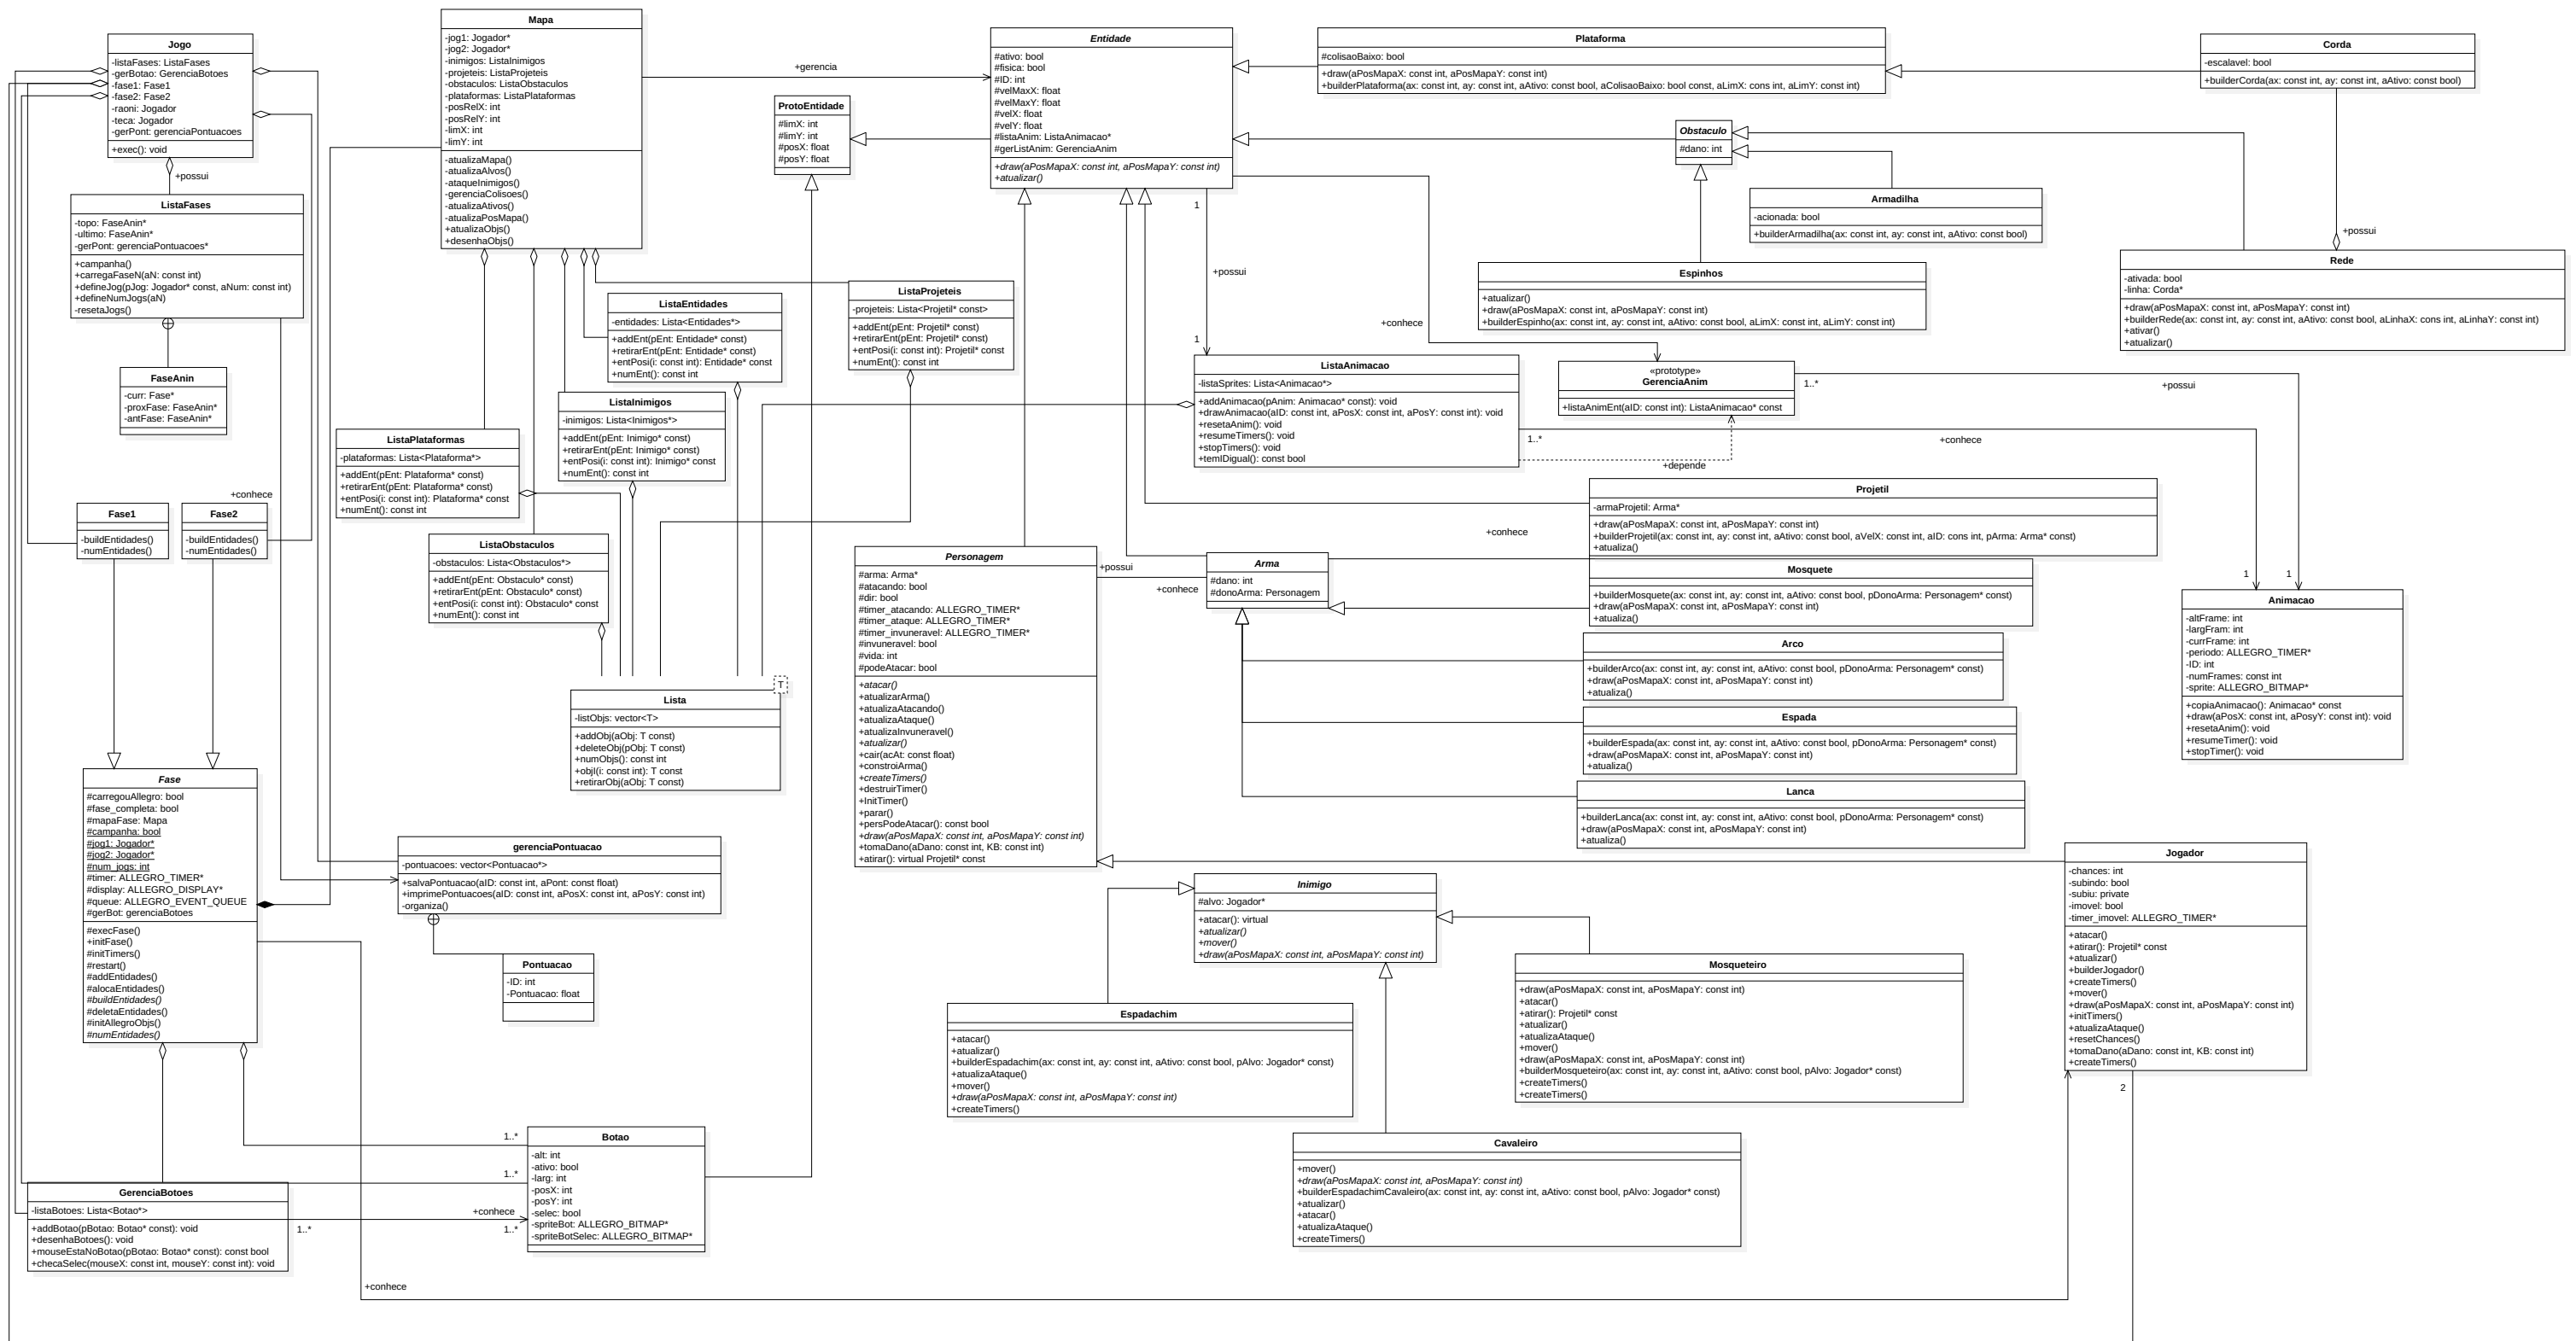 Jogo
-listaFases: ListaFases
-gerBotao: GerenciaBotoes
-fase1: Fase1
-fase2: Fase2
-raoni: Jogador
-teca: Jogador
-gerPont: gerenciaPontuacoes
+exec(): void
+possui
ListaFases
-topo: FaseAnin*
-ultimo: FaseAnin*
-gerPont: gerenciaPontuacoes*
+campanha()
+carregaFaseN(aN: const int)
+defineJog(pJog: Jogador* const, aNum: const int)
+defineNumJogs(aN)
-resetaJogs()
FaseAnin
-curr: Fase*
-proxFase: FaseAnin*
-antFase: FaseAnin*
+conhece
Fase1
-buildEntidades()
-numEntidades()
Fase2
-buildEntidades()
-numEntidades()
Fase
#carregouAllegro: bool
#fase_completa: bool
#mapaFase: Mapa
#campanha: bool
#jog1: Jogador*
#jog2: Jogador*
#num_jogs: int
#timer: ALLEGRO_TIMER*
#display: ALLEGRO_DISPLAY*
#queue: ALLEGRO_EVENT_QUEUE
#gerBot: gerenciaBotoes
#execFase()
+initFase()
#initTimers()
#restart()
#addEntidades()
#alocaEntidades()
#buildEntidades()
#deletaEntidades()
#initAllegroObjs()
#numEntidades()
GerenciaBotoes
-listaBotoes: Lista<Botao*>
+addBotao(pBotao: Botao* const): void
+desenhaBotoes(): void
+mouseEstaNoBotao(pBotao: Botao* const): const bool
+checaSelec(mouseX: const int, mouseY: const int): void
1..*
+conhece
1..*
1..*
1..*
Botao
-alt: int
-ativo: bool
-larg: int
-posX: int
-posY: int
-selec: bool
-spriteBot: ALLEGRO_BITMAP*
-spriteBotSelec: ALLEGRO_BITMAP*
+conhece
Mapa
-jog1: Jogador*
-jog2: Jogador*
-inimigos: ListaInimigos
-projeteis: ListaProjeteis
-obstaculos: ListaObstaculos
-plataformas: ListaPlataformas
-posRelX: int
-posRelY: int
-limX: int
-limY: int
-atualizaMapa()
-atualizaAlvos()
-ataqueInimigos()
-gerenciaColisoes()
-atualizaAtivos()
-atualizaPosMapa()
+atualizaObjs()
+desenhaObjs()
+gerencia
ListaEntidades
-entidades: Lista<Entidades*>
+addEnt(pEnt: Entidade* const)
+retirarEnt(pEnt: Entidade* const)
+entPosi(i: const int): Entidade* const
+numEnt(): const int
ListaProjeteis
-projeteis: Lista<Projetil* const>
+addEnt(pEnt: Projetil* const)
+retirarEnt(pEnt: Projetil* const)
+entPosi(i: const int): Projetil* const
+numEnt(): const int
ListaInimigos
-inimigos: Lista<Inimigos*>
+addEnt(pEnt: Inimigo* const)
+retirarEnt(pEnt: Inimigo* const)
+entPosi(i: const int): Inimigo* const
+numEnt(): const int
ListaPlataformas
-plataformas: Lista<Plataforma*>
+addEnt(pEnt: Plataforma* const)
+retirarEnt(pEnt: Plataforma* const)
+entPosi(i: const int): Plataforma* const
+numEnt(): const int
ListaObstaculos
-obstaculos: Lista<Obstaculos*>
+addEnt(pEnt: Obstaculo* const)
+retirarEnt(pEnt: Obstaculo* const)
+entPosi(i: const int): Obstaculo* const
+numEnt(): const int
T
Lista
-listObjs: vector<T>
+addObj(aObj: T const)
+deleteObj(pObj: T const)
+numObjs(): const int
+objI(i: const int): T const
+retirarObj(aObj: T const)
gerenciaPontuacao
-pontuacoes: vector<Pontuacao*>
+salvaPontuacao(aID: const int, aPont: const float)
+imprimePontuacoes(aID: const int, aPosX: const int, aPosY: const int)
-organiza()
Pontuacao
-ID: int
-Pontuacao: float
ProtoEntidade
#limX: int
#limY: int
#posX: float
#posY: float
Entidade
#ativo: bool
#fisica: bool
#ID: int
#velMaxX: float
#velMaxY: float
#velX: float
#velY: float
#listaAnim: ListaAnimacao*
#gerListAnim: GerenciaAnim
+draw(aPosMapaX: const int, aPosMapaY: const int)
+atualizar()
1
+possui
1
+conhece
Plataforma
#colisaoBaixo: bool
+draw(aPosMapaX: const int, aPosMapaY: const int)
+builderPlataforma(ax: const int, ay: const int, aAtivo: const bool, aColisaoBaixo: bool const, aLimX: const int, aLimY: const int)
Corda
-escalavel: bool
+builderCorda(ax: const int, ay: const int, aAtivo: const bool)
Obstaculo
#dano: int
Armadilha
-acionada: bool
+builderArmadilha(ax: const int, ay: const int, aAtivo: const bool)
+possui
Espinhos
+atualizar()
+draw(aPosMapaX: const int, aPosMapaY: const int)
+builderEspinho(ax: const int, ay: const int, aAtivo: const bool, aLimX: const int, aLimY: const int)
Rede
-ativada: bool
-linha: Corda*
+draw(aPosMapaX: const int, aPosMapaY: const int)
+builderRede(ax: const int, ay: const int, aAtivo: const bool, aLinhaX: cons int, aLinhaY: const int)
+ativar()
+atualizar()
ListaAnimacao
-listaSprites: Lista<Animacao*>
+addAnimacao(pAnim: Animacao* const): void
+drawAnimacao(aID: const int, aPosX: const int, aPosY: const int): void
+resetaAnim(): void
+resumeTimers(): void
+stopTimers(): void
+temIDigual(): const bool
«prototype»
GerenciaAnim
+listaAnimEnt(aID: const int): ListaAnimacao* const
1..*
+possui
1..*
+conhece
+depende
1
1
Animacao
-altFrame: int
-largFram: int
-currFrame: int
-periodo: ALLEGRO_TIMER*
-ID: int
-numFrames: const int
-sprite: ALLEGRO_BITMAP*
+copiaAnimacao(): Animacao* const
+draw(aPosX: const int, aPosyY: const int): void
+resetaAnim(): void
+resumeTimer(): void
+stopTimer(): void
Projetil
-armaProjetil: Arma*
+draw(aPosMapaX: const int, aPosMapaY: const int)
+builderProjetil(ax: const int, ay: const int, aAtivo: const bool, aVelX: const int, aID: cons int, pArma: Arma* const)
+atualiza()
+conhece
Personagem
#arma: Arma*
#atacando: bool
#dir: bool
#timer_atacando: ALLEGRO_TIMER*
#timer_ataque: ALLEGRO_TIMER*
#timer_invuneravel: ALLEGRO_TIMER*
#invuneravel: bool
#vida: int
#podeAtacar: bool
+atacar()
+atualizarArma()
+atualizaAtacando()
+atualizaAtaque()
+atualizaInvuneravel()
+atualizar()
+cair(acAt: const float)
+constroiArma()
+createTimers()
+destruirTimer()
+InitTimer()
+parar()
+persPodeAtacar(): const bool
+draw(aPosMapaX: const int, aPosMapaY: const int)
+tomaDano(aDano: const int, KB: const int)
+atirar(): virtual Projetil* const
+possui
+conhece
Arma
#dano: int
#donoArma: Personagem
Mosquete
+builderMosquete(ax: const int, ay: const int, aAtivo: const bool, pDonoArma: Personagem* const)
+draw(aPosMapaX: const int, aPosMapaY: const int)
+atualiza()
Arco
+builderArco(ax: const int, ay: const int, aAtivo: const bool, pDonoArma: Personagem* const)
+draw(aPosMapaX: const int, aPosMapaY: const int)
+atualiza()
Espada
+builderEspada(ax: const int, ay: const int, aAtivo: const bool, pDonoArma: Personagem* const)
+draw(aPosMapaX: const int, aPosMapaY: const int)
+atualiza()
Lanca
+builderLanca(ax: const int, ay: const int, aAtivo: const bool, pDonoArma: Personagem* const)
+draw(aPosMapaX: const int, aPosMapaY: const int)
+atualiza()
Inimigo
#alvo: Jogador*
+atacar(): virtual
+atualizar()
+mover()
+draw(aPosMapaX: const int, aPosMapaY: const int)
Espadachim
+atacar()
+atualizar()
+builderEspadachim(ax: const int, ay: const int, aAtivo: const bool, pAlvo: Jogador* const)
+atualizaAtaque()
+mover()
+draw(aPosMapaX: const int, aPosMapaY: const int)
+createTimers()
Mosqueteiro
+draw(aPosMapaX: const int, aPosMapaY: const int)
+atacar()
+atirar(): Projetil* const
+atualizar()
+atualizaAtaque()
+mover()
+draw(aPosMapaX: const int, aPosMapaY: const int)
+builderMosqueteiro(ax: const int, ay: const int, aAtivo: const bool, pAlvo: Jogador* const)
+createTimers()
+createTimers()
Cavaleiro
+mover()
+draw(aPosMapaX: const int, aPosMapaY: const int)
+builderEspadachimCavaleiro(ax: const int, ay: const int, aAtivo: const bool, pAlvo: Jogador* const)
+atualizar()
+atacar()
+atualizaAtaque()
+createTimers()
Jogador
-chances: int
-subindo: bool
-subiu: private
-imovel: bool
-timer_imovel: ALLEGRO_TIMER*
+atacar()
+atirar(): Projetil* const
+atualizar()
+builderJogador()
+createTimers()
+mover()
+draw(aPosMapaX: const int, aPosMapaY: const int)
+initTimers()
+atualizaAtaque()
+resetChances()
+tomaDano(aDano: const int, KB: const int)
+createTimers()
2